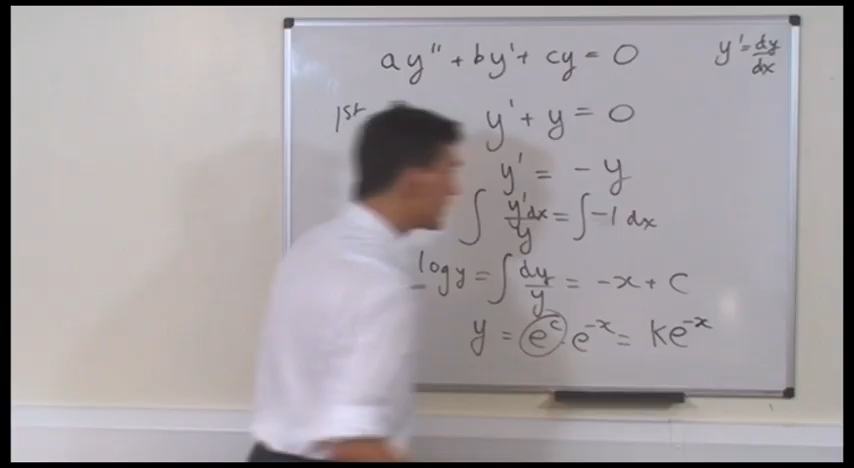 ay'' + by' + cy = 0
y' = dy/dx
1st
y' + y = 0
y' = - y
∫ y'dx/y = ∫ -1 dx
log y = ∫ dy/y = -x + C
y = e^c · e^-x = Ke^-x